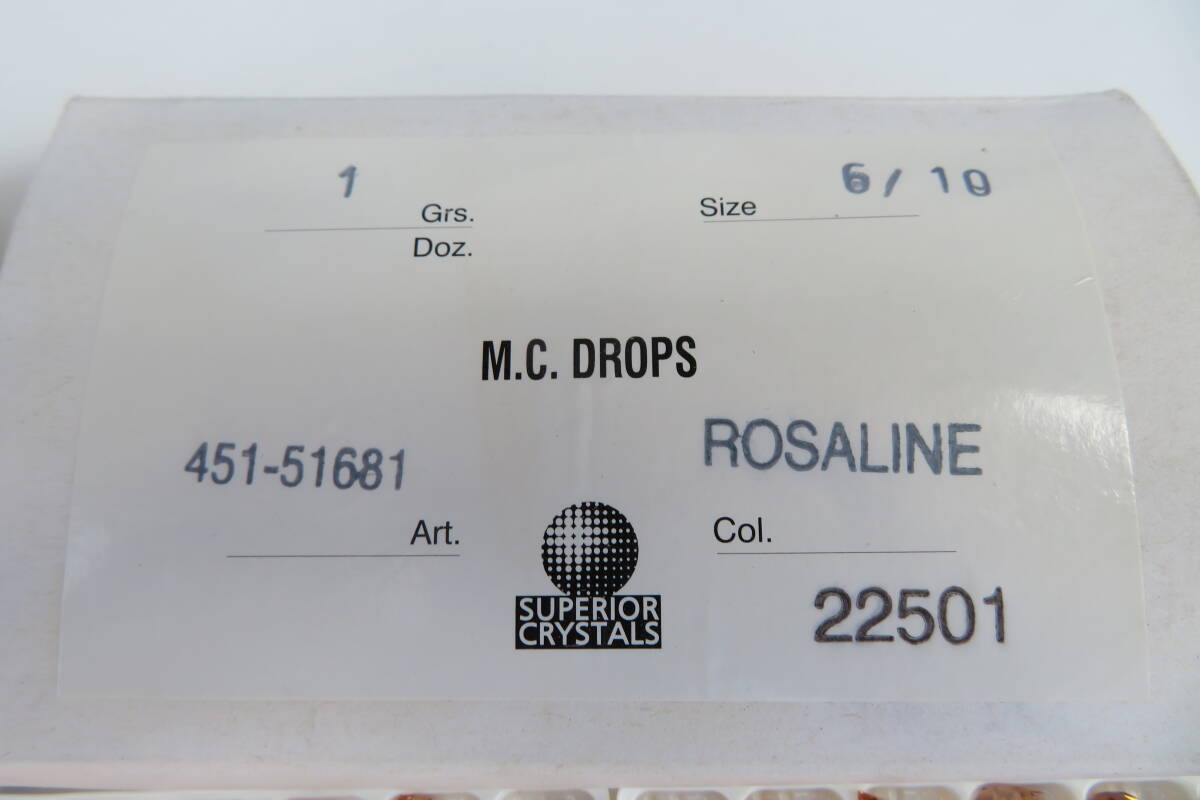 1 Grs.
Doz.
Size 6/10
M.C. DROPS
451-51681
Art.
ROSALINE
Col.
22501
SUPERIOR
CRYSTALS